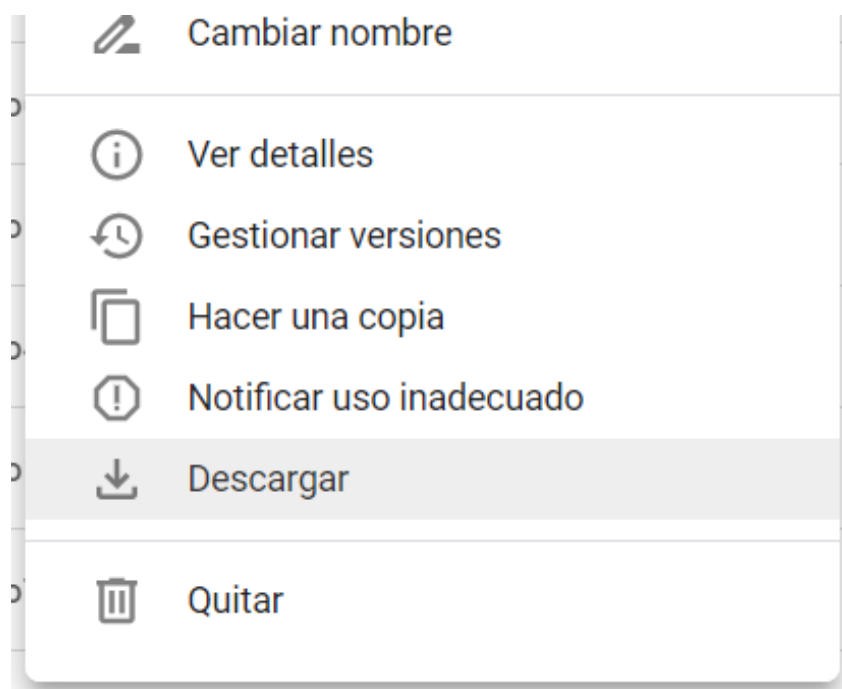 Cambiar nombre
Ver detalles
Gestionar versiones
Hacer una copia
Notificar uso inadecuado
Descargar
Quitar